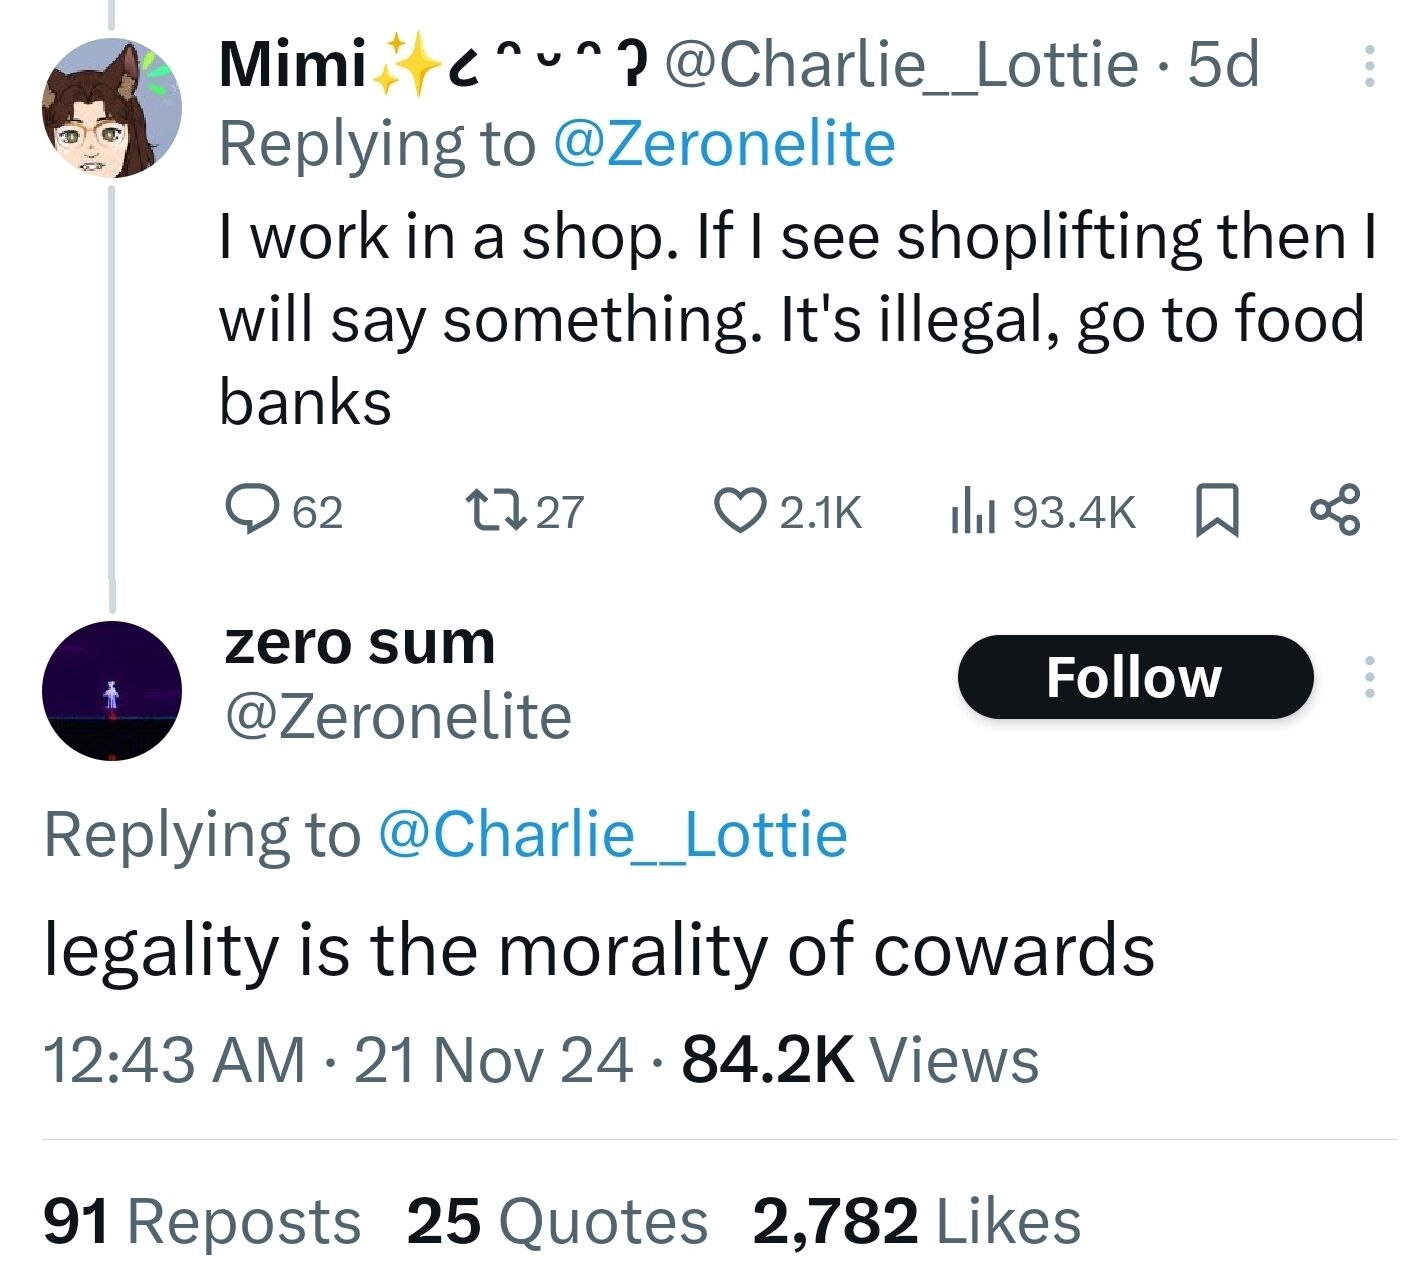 Mimi✨૮ ᵔ ᵕ ᵔ ა @Charlie__Lottie · 5d
Replying to @Zeronelite
I work in a shop. If I see shoplifting then I
will say something. It's illegal, go to food
banks
62 27 2.1K 93.4K
zero sum
Follow
@Zeronelite
Replying to @Charlie__Lottie
legality is the morality of cowards
12:43 AM · 21 Nov 24 · 84.2K Views
91 Reposts 25 Quotes 2,782 Likes